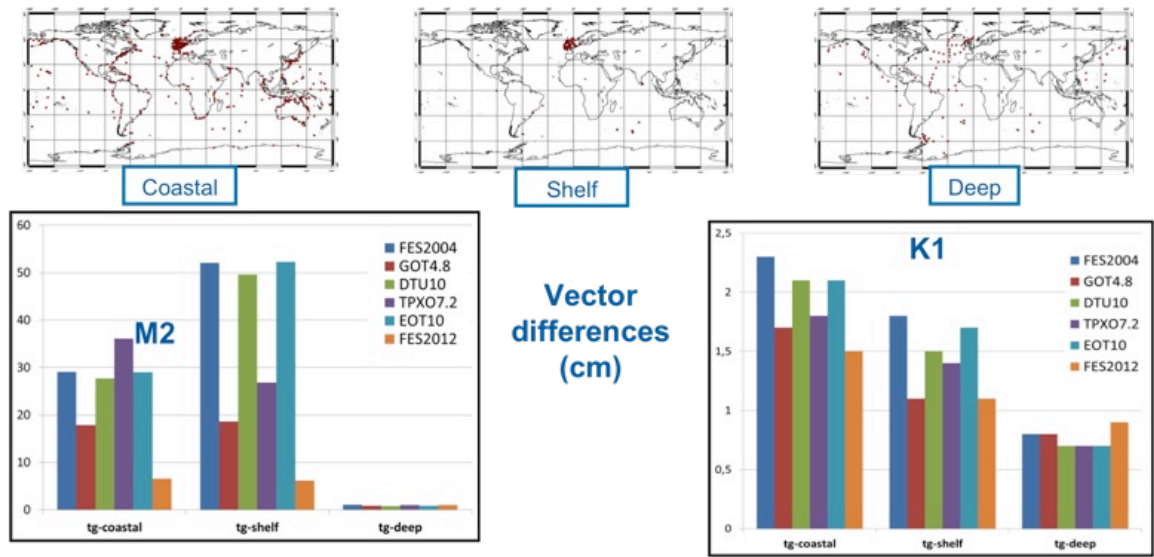 Coastal
Shelf
Deep
60
50
40
30
20
10
0
M2
FES2004
GOT4.8
DTU10
TPXO7.2
EOT10
FES2012
tg-coastal
tg-shelf
tg-deep
Vector
differences
(cm)
2,5
2
1,5
1
0,5
0
K1
FES2004
GOT4.8
DTU10
TPXO7.2
EOT10
FES2012
tg-coastal
tg-shelf
tg-deep